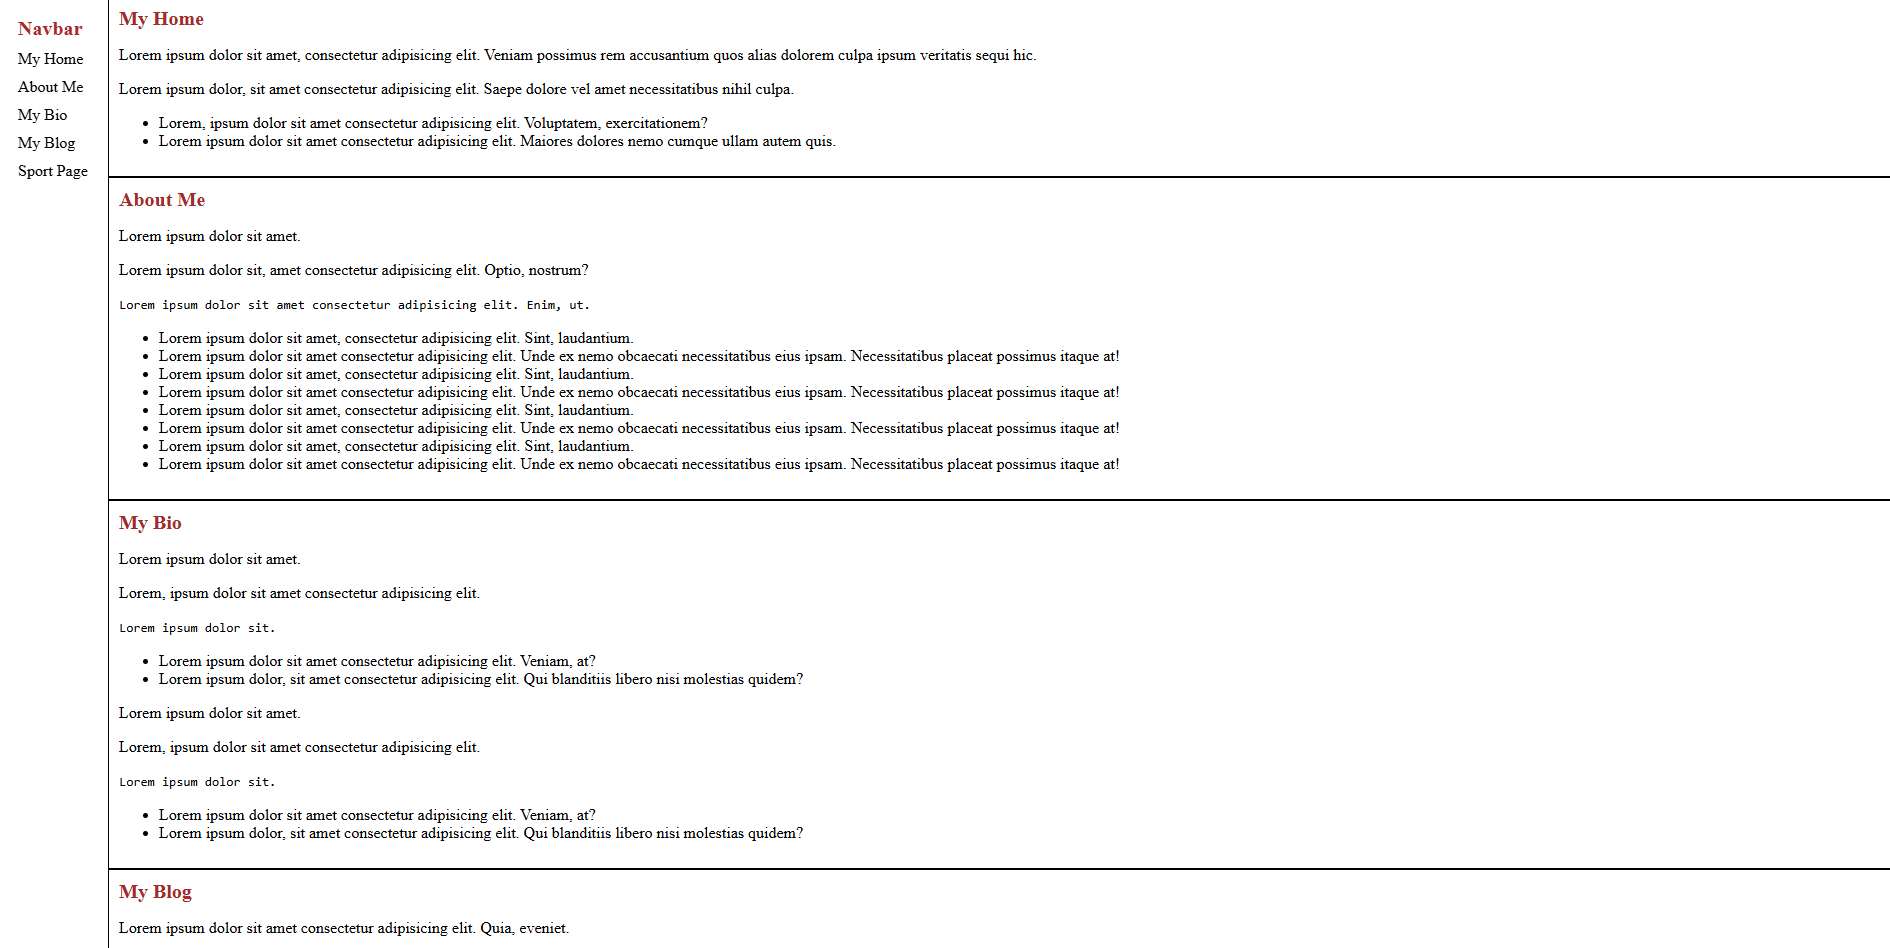 Navbar
My Home
About Me
My Bio
My Blog
Sport Page
My Home
Lorem ipsum dolor sit amet, consectetur adipisicing elit. Veniam possimus rem accusantium quos alias dolorem culpa ipsum veritatis sequi hic.
Lorem ipsum dolor, sit amet consectetur adipisicing elit. Saepe dolore vel amet necessitatibus nihil culpa.
Lorem, ipsum dolor sit amet consectetur adipisicing elit. Voluptatem, exercitationem?
Lorem ipsum dolor sit amet consectetur adipisicing elit. Maiores dolores nemo cumque ullam autem quis.
About Me
Lorem ipsum dolor sit amet.
Lorem ipsum dolor sit, amet consectetur adipisicing elit. Optio, nostrum?
Lorem ipsum dolor sit amet consectetur adipisicing elit. Enim, ut.
Lorem ipsum dolor sit amet, consectetur adipisicing elit. Sint, laudantium.
Lorem ipsum dolor sit amet consectetur adipisicing elit. Unde ex nemo obcaecati necessitatibus eius ipsam. Necessitatibus placeat possimus itaque at!
Lorem ipsum dolor sit amet, consectetur adipisicing elit. Sint, laudantium.
Lorem ipsum dolor sit amet consectetur adipisicing elit. Unde ex nemo obcaecati necessitatibus eius ipsam. Necessitatibus placeat possimus itaque at!
Lorem ipsum dolor sit amet, consectetur adipisicing elit. Sint, laudantium.
Lorem ipsum dolor sit amet consectetur adipisicing elit. Unde ex nemo obcaecati necessitatibus eius ipsam. Necessitatibus placeat possimus itaque at!
Lorem ipsum dolor sit amet, consectetur adipisicing elit. Sint, laudantium.
Lorem ipsum dolor sit amet consectetur adipisicing elit. Unde ex nemo obcaecati necessitatibus eius ipsam. Necessitatibus placeat possimus itaque at!
My Bio
Lorem ipsum dolor sit amet.
Lorem, ipsum dolor sit amet consectetur adipisicing elit.
Lorem ipsum dolor sit.
Lorem ipsum dolor sit amet consectetur adipisicing elit. Veniam, at?
Lorem ipsum dolor, sit amet consectetur adipisicing elit. Qui blanditiis libero nisi molestias quidem?
Lorem ipsum dolor sit amet.
Lorem, ipsum dolor sit amet consectetur adipisicing elit.
Lorem ipsum dolor sit.
Lorem ipsum dolor sit amet consectetur adipisicing elit. Veniam, at?
Lorem ipsum dolor, sit amet consectetur adipisicing elit. Qui blanditiis libero nisi molestias quidem?
My Blog
Lorem ipsum dolor sit amet consectetur adipisicing elit. Quia, eveniet.